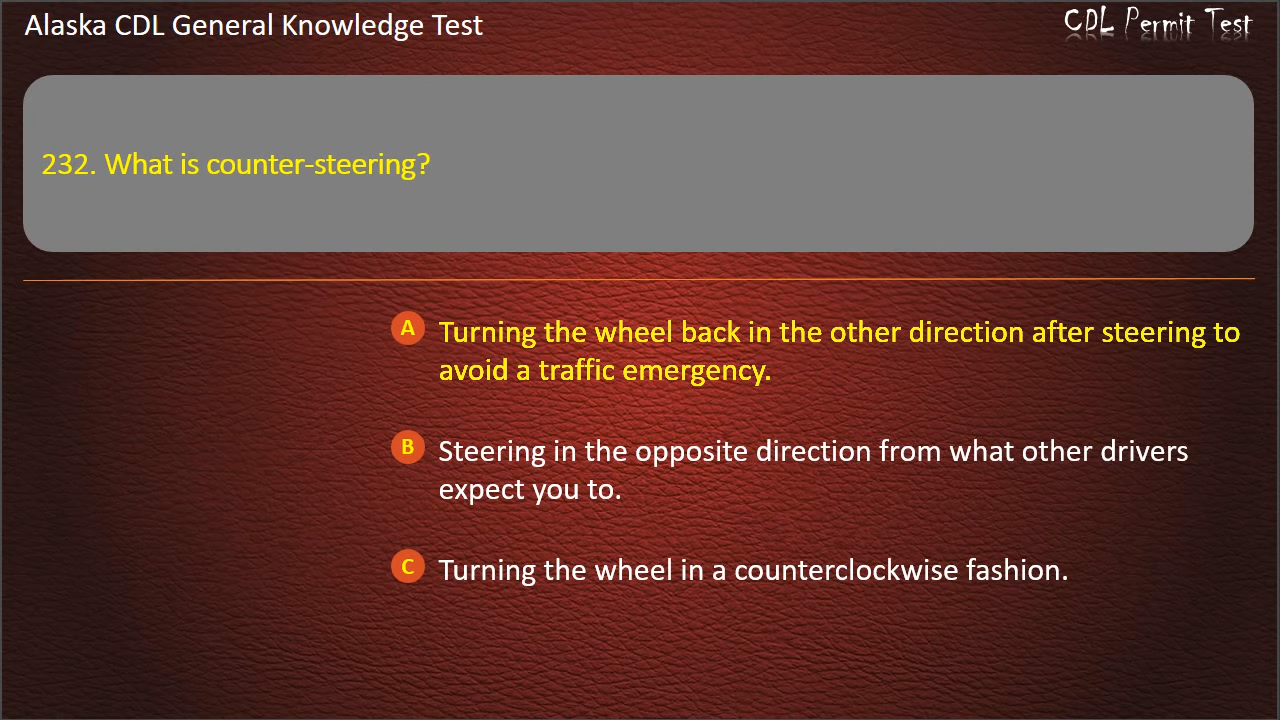 Alaska CDL General Knowledge Test
CDL Permit Test
232. What is counter-steering?
A Turning the wheel back in the other direction after steering to
avoid a traffic emergency.
B Steering in the opposite direction from what other drivers
expect you to.
C Turning the wheel in a counterclockwise fashion.